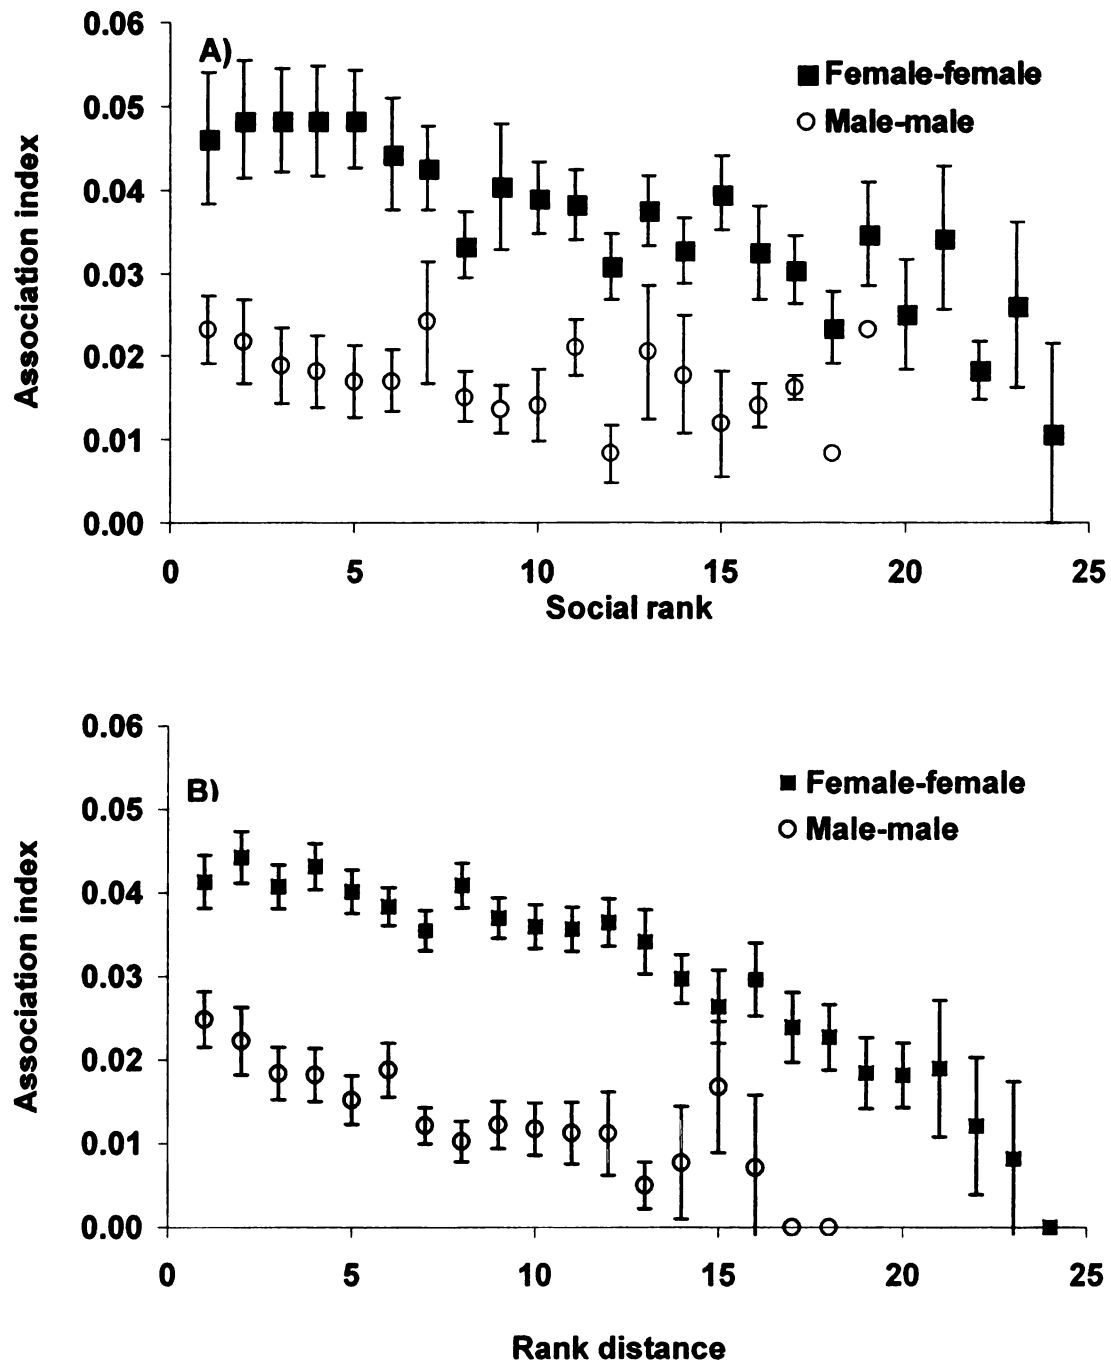 A)
Female-female
Male-male
Association index
0.06
0.05
0.04
0.03
0.02
0.01
0.00
0 5 10 15 20 25
Social rank
B)
Female-female
Male-male
Association index
0.06
0.05
0.04
0.03
0.02
0.01
0.00
0 5 10 15 20 25
Rank distance